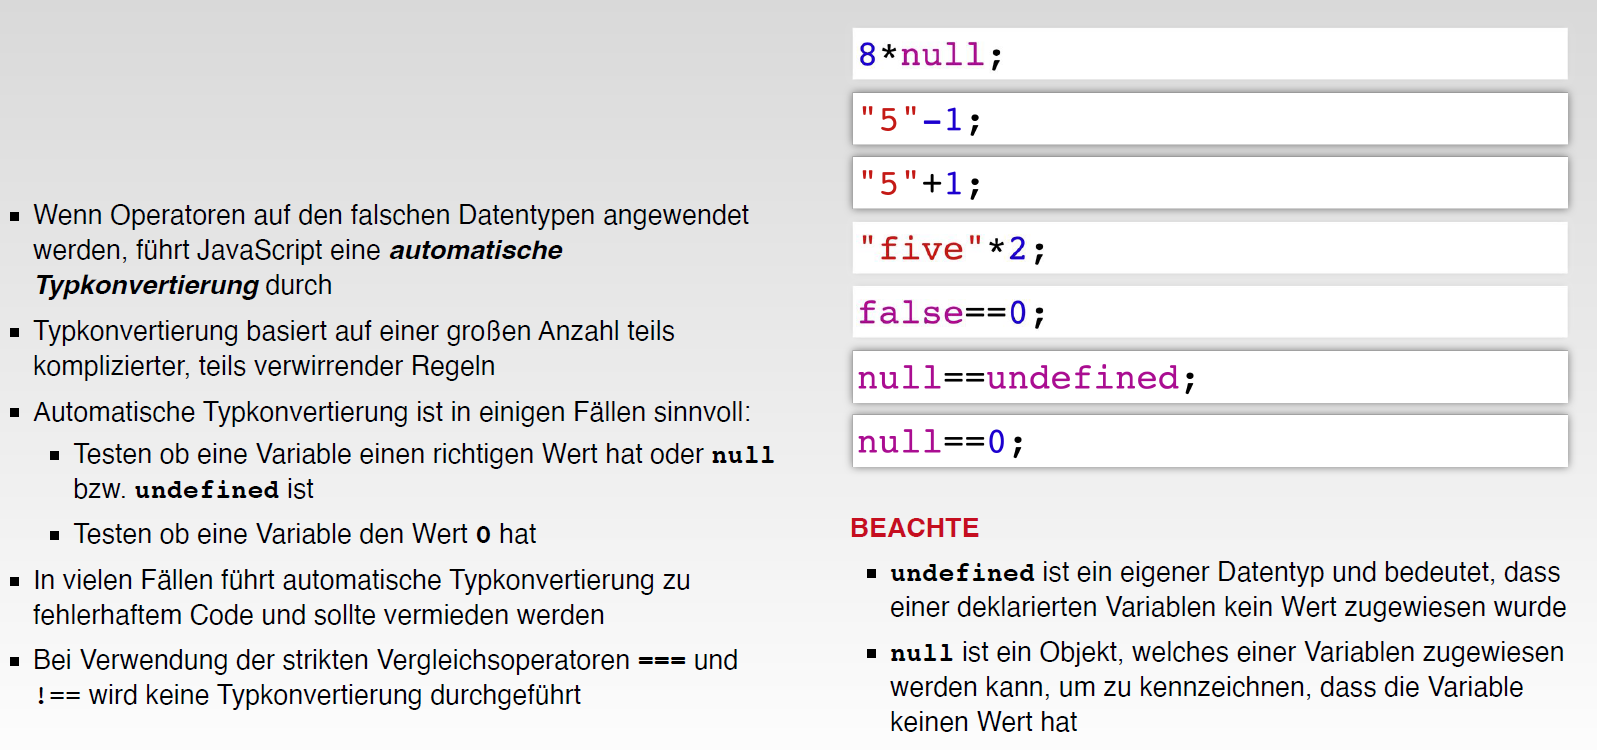 Wenn Operatoren auf den falschen Datentypen angewendet
werden, führt JavaScript eine automatische
Typkonvertierung durch
Typkonvertierung basiert auf einer großen Anzahl teils
komplizierter, teils verwirrender Regeln
Automatische Typkonvertierung ist in einigen Fällen sinnvoll:
Testen ob eine Variable einen richtigen Wert hat oder null
bzw. undefined ist
Testen ob eine Variable den Wert 0 hat
In vielen Fällen führt automatische Typkonvertierung zu
fehlerhaftem Code und sollte vermieden werden
Bei Verwendung der strikten Vergleichsoperatoren === und
!== wird keine Typkonvertierung durchgeführt
8*null;
"5"-1;
"5"+1;
"five"*2;
false==0;
null==undefined;
null==0;
BEACHTE
undefined ist ein eigener Datentyp und bedeutet, dass
einer deklarierten Variablen kein Wert zugewiesen wurde
null ist ein Objekt, welches einer Variablen zugewiesen
werden kann, um zu kennzeichnen, dass die Variable
keinen Wert hat